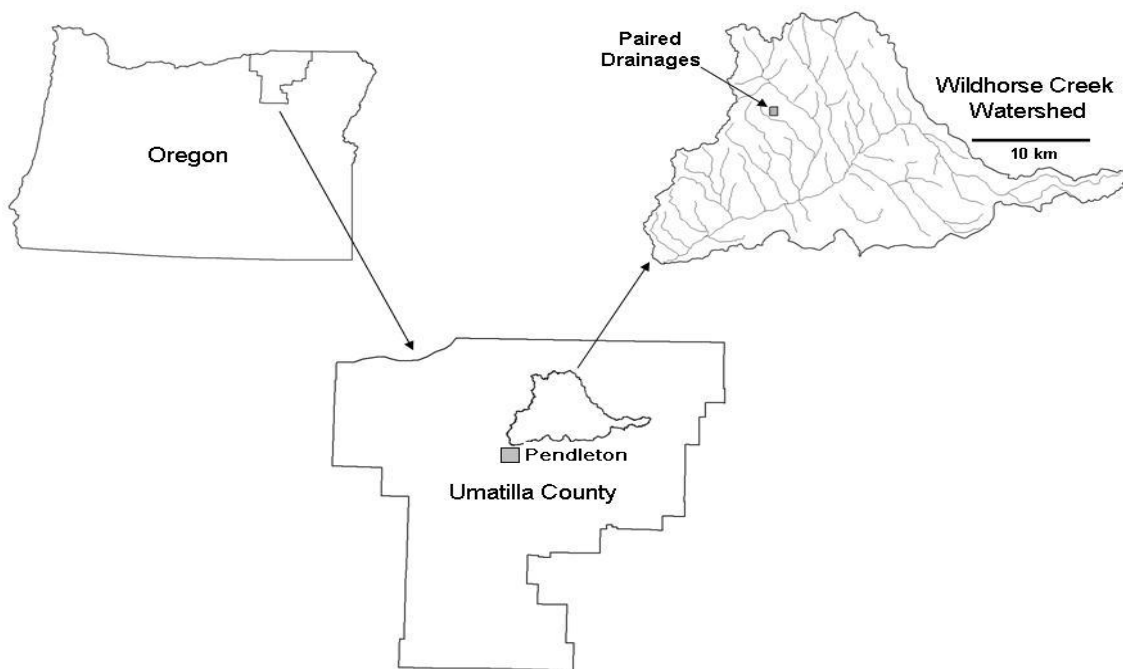 Oregon
Paired
Drainages
Wildhorse Creek
Watershed
10 km
Pendleton
Umatilla County